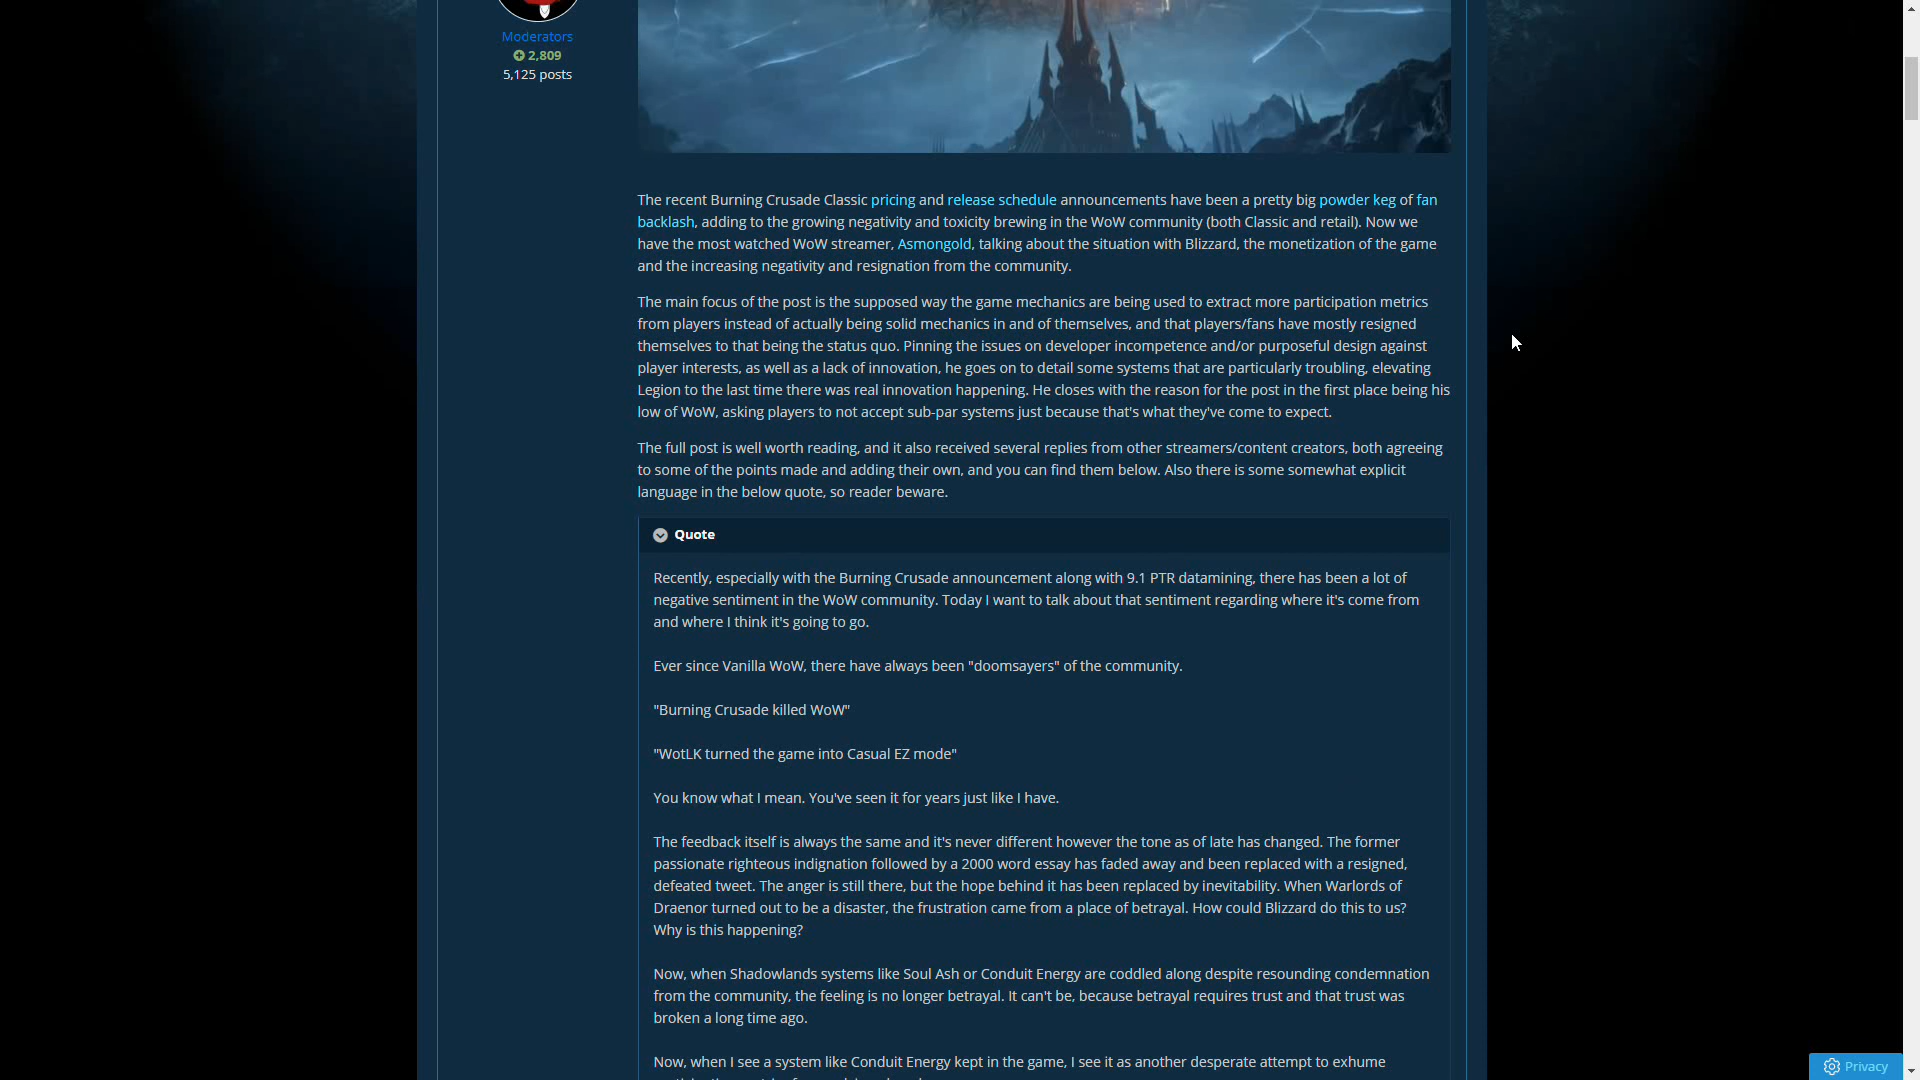 Moderators
2,809
5,125 posts
The recent Burning Crusade Classic pricing and release schedule announcements have been a pretty big powder keg of fan
backlash, adding to the growing negativity and toxicity brewing in the WoW community (both Classic and retail). Now we
have the most watched WoW streamer, Asmongold, talking about the situation with Blizzard, the monetization of the game
and the increasing negativity and resignation from the community.
The main focus of the post is the supposed way the game mechanics are being used to extract more participation metrics
from players instead of actually being solid mechanics in and of themselves, and that players/fans have mostly resigned
themselves to that being the status quo. Pinning the issues on developer incompetence and/or purposeful design against
player interests, as well as a lack of innovation, he goes on to detail some systems that are particularly troubling, elevating
Legion to the last time there was real innovation happening. He closes with the reason for the post in the first place being his
low of WoW, asking players to not accept sub-par systems just because that's what they've come to expect.
The full post is well worth reading, and it also received several replies from other streamers/content creators, both agreeing
to some of the points made and adding their own, and you can find them below. Also there is some somewhat explicit
language in the below quote, so reader beware.
Quote
Recently, especially with the Burning Crusade announcement along with 9.1 PTR datamining, there has been a lot of
negative sentiment in the WoW community. Today I want to talk about that sentiment regarding where it's come from
and where I think it's going to go.
Ever since Vanilla WoW, there have always been "doomsayers" of the community.
"Burning Crusade killed WoW"
"WotLK turned the game into Casual EZ mode"
You know what I mean. You've seen it for years just like I have.
The feedback itself is always the same and it's never different however the tone as of late has changed. The former
passionate righteous indignation followed by a 2000 word essay has faded away and been replaced with a resigned,
defeated tweet. The anger is still there, but the hope behind it has been replaced by inevitability. When Warlords of
Draenor turned out to be a disaster, the frustration came from a place of betrayal. How could Blizzard do this to us?
Why is this happening?
Now, when Shadowlands systems like Soul Ash or Conduit Energy are coddled along despite resounding condemnation
from the community, the feeling is no longer betrayal. It can't be, because betrayal requires trust and that trust was
broken a long time ago.
Now, when I see a system like Conduit Energy kept in the game, I see it as another desperate attempt to exhume
Privacy